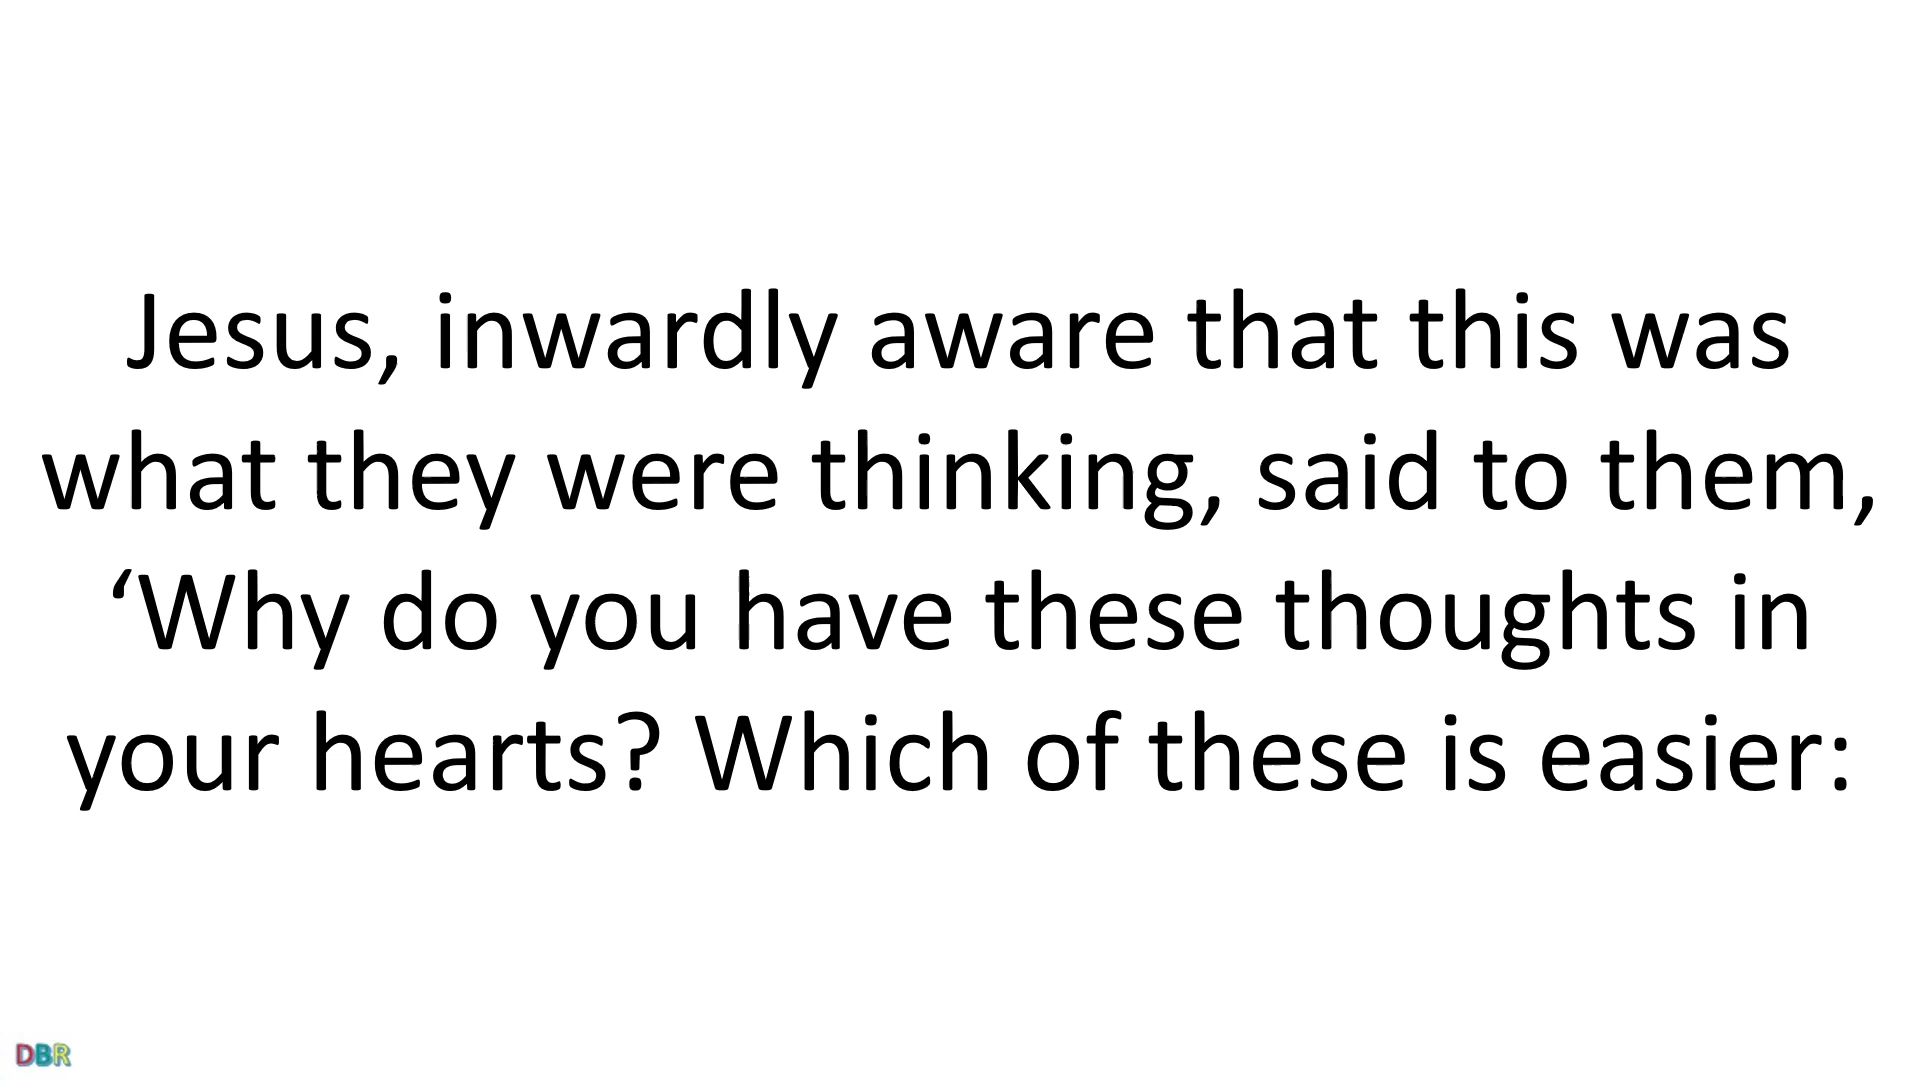 Jesus, inwardly aware that this was
what they were thinking, said to them,
‘Why do you have these thoughts in
your hearts? Which of these is easier:
DBR